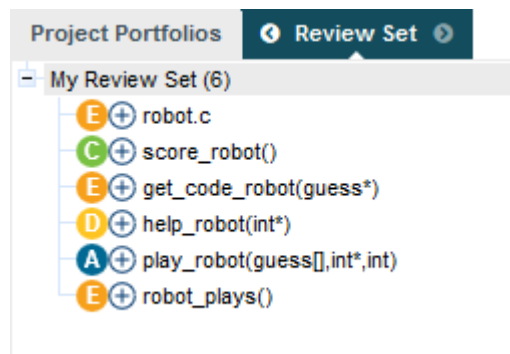 Project Portfolios Review Set
My Review Set (6)
E robot.c
C score_robot()
E get_code_robot(guess*)
D help_robot(int*)
A play_robot(guess[],int*,int)
E robot_plays()